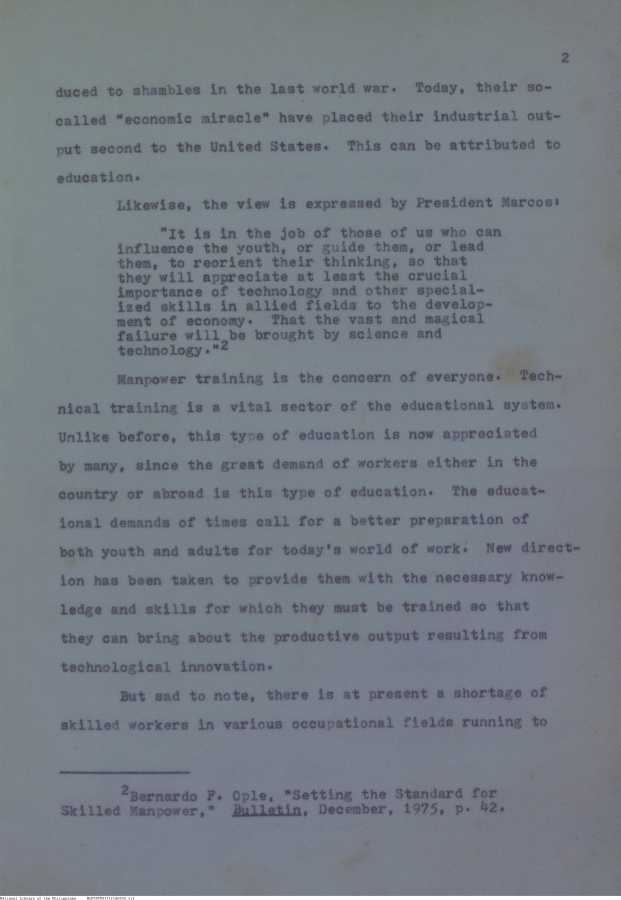 2
duced to shambles in the last world war. Today, their so-
called "economic miracle" have placed their industrial out-
put second to the United States. This can be attributed to
education.
Likewise, the view is expressed by President Marcos:
"It is in the job of those of us who can
influence the youth, or guide them, or lead
them, to reorient their thinking, so that
they will appreciate at least the crucial
importance of technology and other special-
ized skills in allied fields to the develop-
ment of economy. That the vast and magical
failure will be brought by science and
technology."2
Manpower training is the concern of everyone. Tech-
nical training is a vital sector of the educational system.
Unlike before, this type of education is now appreciated
by many, since the great demand of workers either in the
country or abroad is this type of education. The educat-
ional demands of times call for a better preparation of
both youth and adults for today's world of work. New direct-
ion has been taken to provide them with the necessary know-
ledge and skills for which they must be trained so that
they can bring about the productive output resulting from
technological innovation.
But sad to note, there is at present a shortage of
skilled workers in various occupational fields running to
2Bernardo F. Ople, "Setting the Standard for
Skilled Manpower," Bulletin, December, 1975, p. 42.
National Library of the Philippines